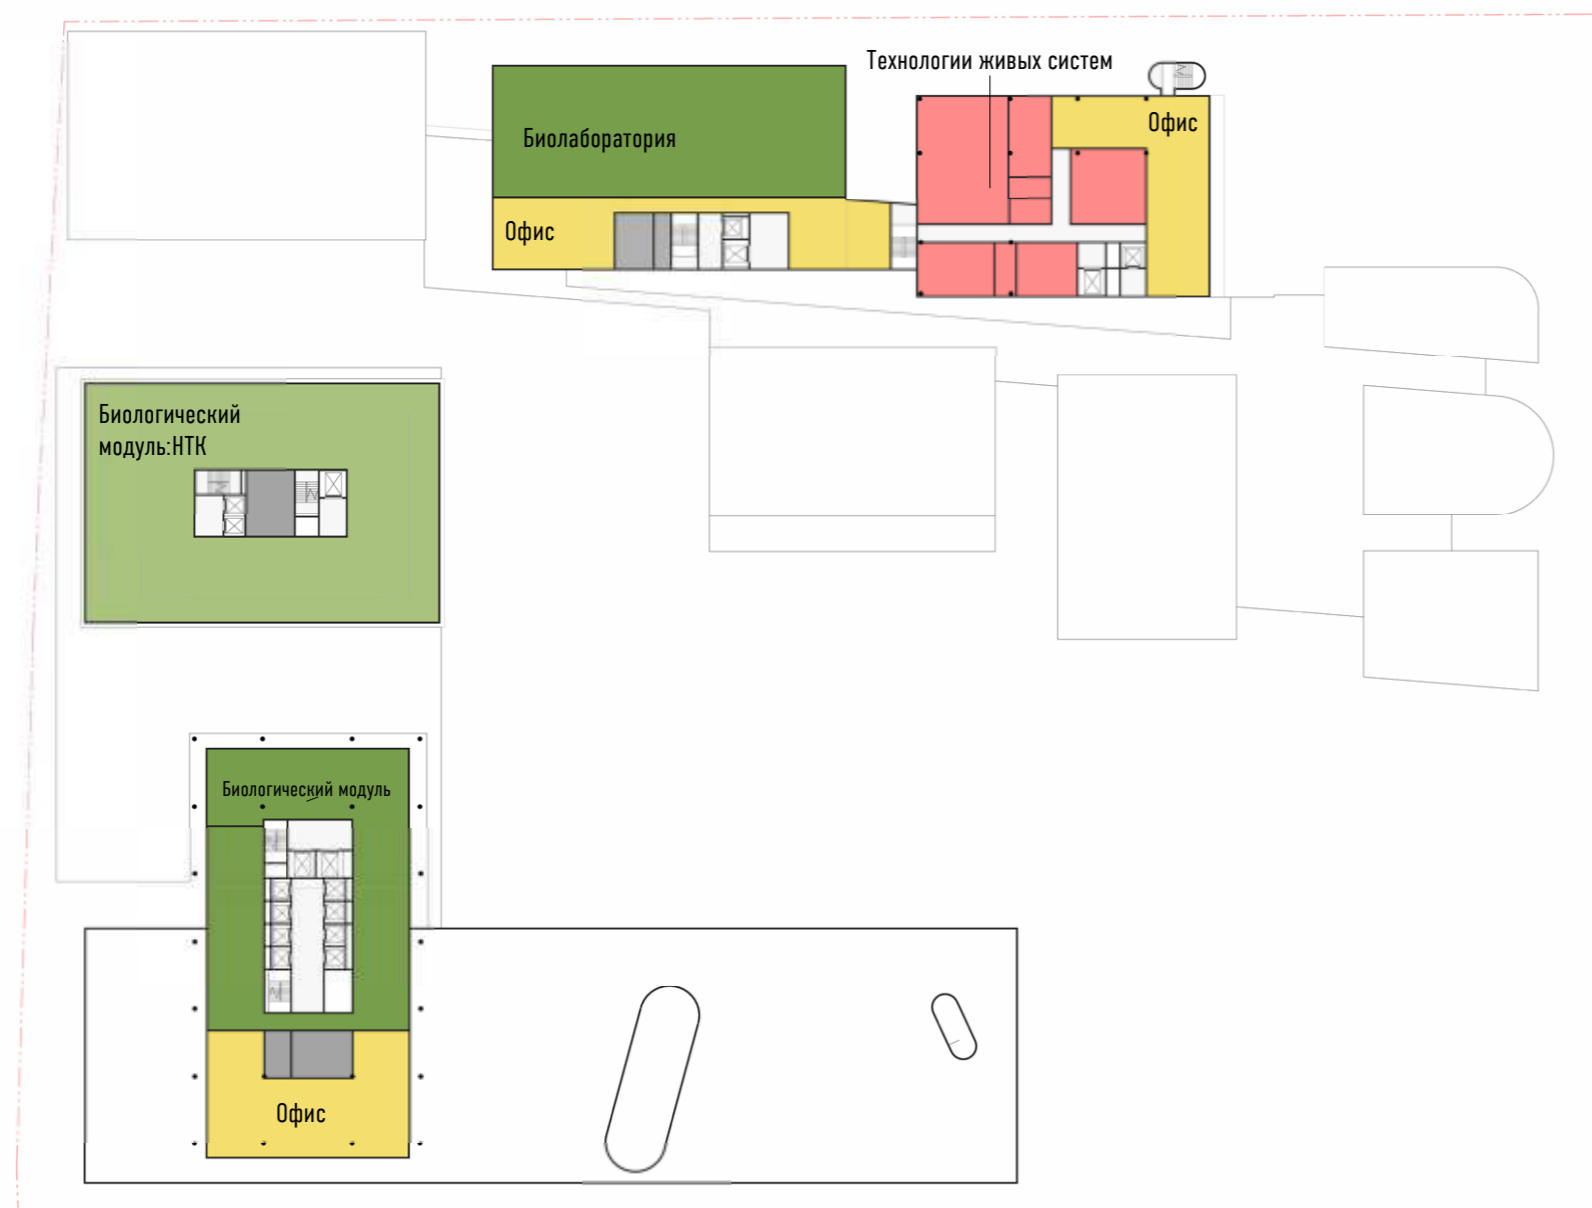 Технологии живых систем
Офис
Биолаборатория
Офис
Биологический
модуль:НТК
Биологический модуль
Офис